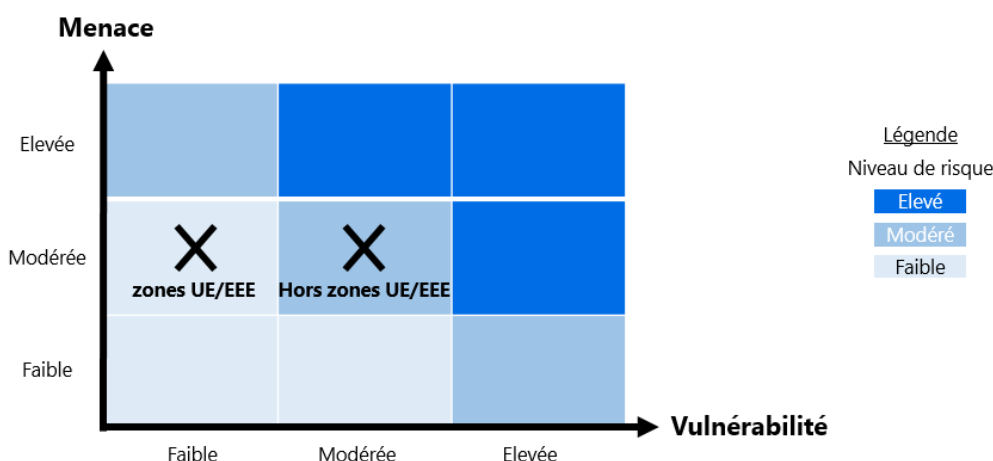 Menace
Elevée
Modérée
Faible
zones UE/EEE
Hors zones UE/EEE
Faible
Modérée
Elevée
Vulnérabilité
Légende
Niveau de risque
Elevé
Modéré
Faible